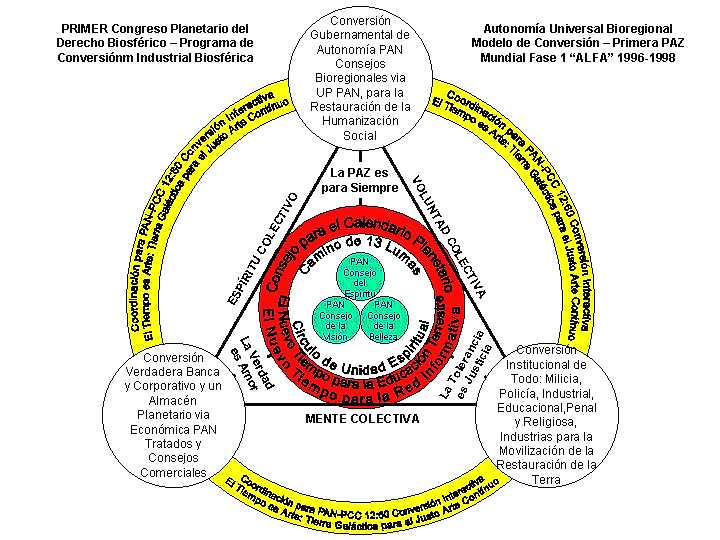 PRIMER Congreso Planetario del
Derecho Biosférico – Programa de
Conversiónm Industrial Biosférica
Autonomía Universal Bioregional
Modelo de Conversión – Primera PAZ
Mundial Fase 1 “ALFA” 1996-1998
Conversión
Gubernamental de
Autonomía PAN
Consejos
Bioregionales via
UP PAN, para la
Restauración de la
Humanización
Social
Coordinación para PAN-PCC 12:60 Conversión Interactiva
El Tiempo es Arte: Tierra Galáctica para el Justo Arte Contínuo
Coordinación para PAN-PCC 12:60 Conversión Interactiva
El Tiempo es Arte: Tierra Galáctica para el Justo Arte Contínuo
La PAZ es
para Siempre
ESPÍRITU COLECTIVO
VOLUNTAD COLECTIVA
Consejo para el Calendario Planetario
Camino de 13 Lunas
PAN
Consejo
del
Espíritu
PAN
Consejo
de la
Visión
PAN
Consejo
de la
Belleza
Círculo de Unidad Espiritual
El Nuevo Tiempo para la Educación Terrestre
El Nuevo Tiempo para la Red Informativa
La Verdad
es Amor
La Tolerancia
es Justicia
MENTE COLECTIVA
Conversión
Verdadera Banca
y Corporativo y un
Almacén
Planetario via
Económica PAN
Tratados y
Consejos
Comerciales
Conversión
Institucional de
Todo: Milicia,
Policía, Industrial,
Educacional,Penal
y Religiosa,
Industrias para la
Movilización de la
Restauración de la
Tierra
Coordinación para PAN-PCC 12:60 Conversión Interactiva
El Tiempo es Arte: Tierra Galáctica para el Justo Arte Contínuo